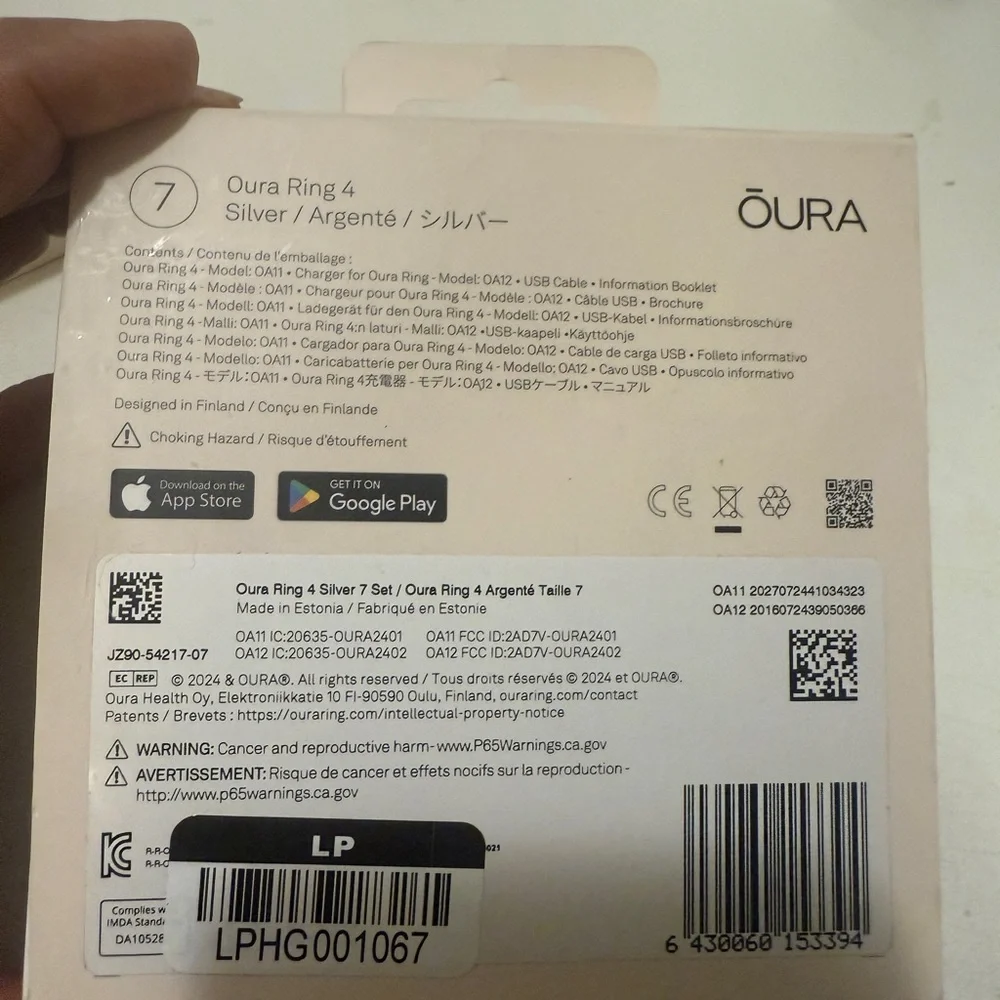 7
Oura Ring 4
Silver / Argenté / シルバー
ŌURA
Contents / Contenu de l'emballage :
Oura Ring 4 - Model: OA11 • Charger for Oura Ring - Model: OA12 • USB Cable • Information Booklet
Oura Ring 4 - Modèle : OA11 • Chargeur pour Oura Ring 4 - Modèle : OA12 • Câble USB • Brochure
Oura Ring 4 - Modell: OA11 • Ladegerät für den Oura Ring 4 - Modell: OA12 • USB-Kabel • Informationsbroschüre
Oura Ring 4 -Malli: OA11 • Oura Ring 4:n laturi - Malli: OA12 •USB-kaapeli •Käyttöohje
Oura Ring 4 - Modelo: OA11 • Cargador para Oura Ring 4 - Modelo: OA12 • Cable de carga USB • Folleto informativo
Oura Ring 4 - Modello: OA11 • Caricabatterie per Oura Ring 4 - Modello: OA12 • Cavo USB • Opuscolo informativo
Oura Ring 4 - モデル:OA11 • Oura Ring 4充電器 - モデル:OA12 • USBケーブル • マニュアル
Designed in Finland / Conçu en Finlande
Choking Hazard / Risque d'étouffement
Download on the
App Store
GET IT ON
Google Play
CE
Oura Ring 4 Silver 7 Set / Oura Ring 4 Argenté Taille 7
Made in Estonia / Fabriqué en Estonie
OA11 2027072441034323
OA12 2016072439050366
OA11 IC:20635-OURA2401 OA11 FCC ID:2AD7V-OURA2401
OA12 IC:20635-OURA2402 OA12 FCC ID:2AD7V-OURA2402
JZ90-54217-07
EC REP © 2024 & OURA®. All rights reserved / Tous droits réservés © 2024 et OURA®.
Oura Health Oy, Elektroniikkatie 10 FI-90590 Oulu, Finland, ouraring.com/contact
Patents / Brevets : https://ouraring.com/intellectual-property-notice
WARNING: Cancer and reproductive harm-www.P65Warnings.ca.gov
AVERTISSEMENT: Risque de cancer et effets nocifs sur la reproduction -
http://www.p65warnings.ca.gov
R-R-O
R-R-O
021
Complies w
IMDA Standa
DA10528
LP
LPHG001067
6 430060 153394